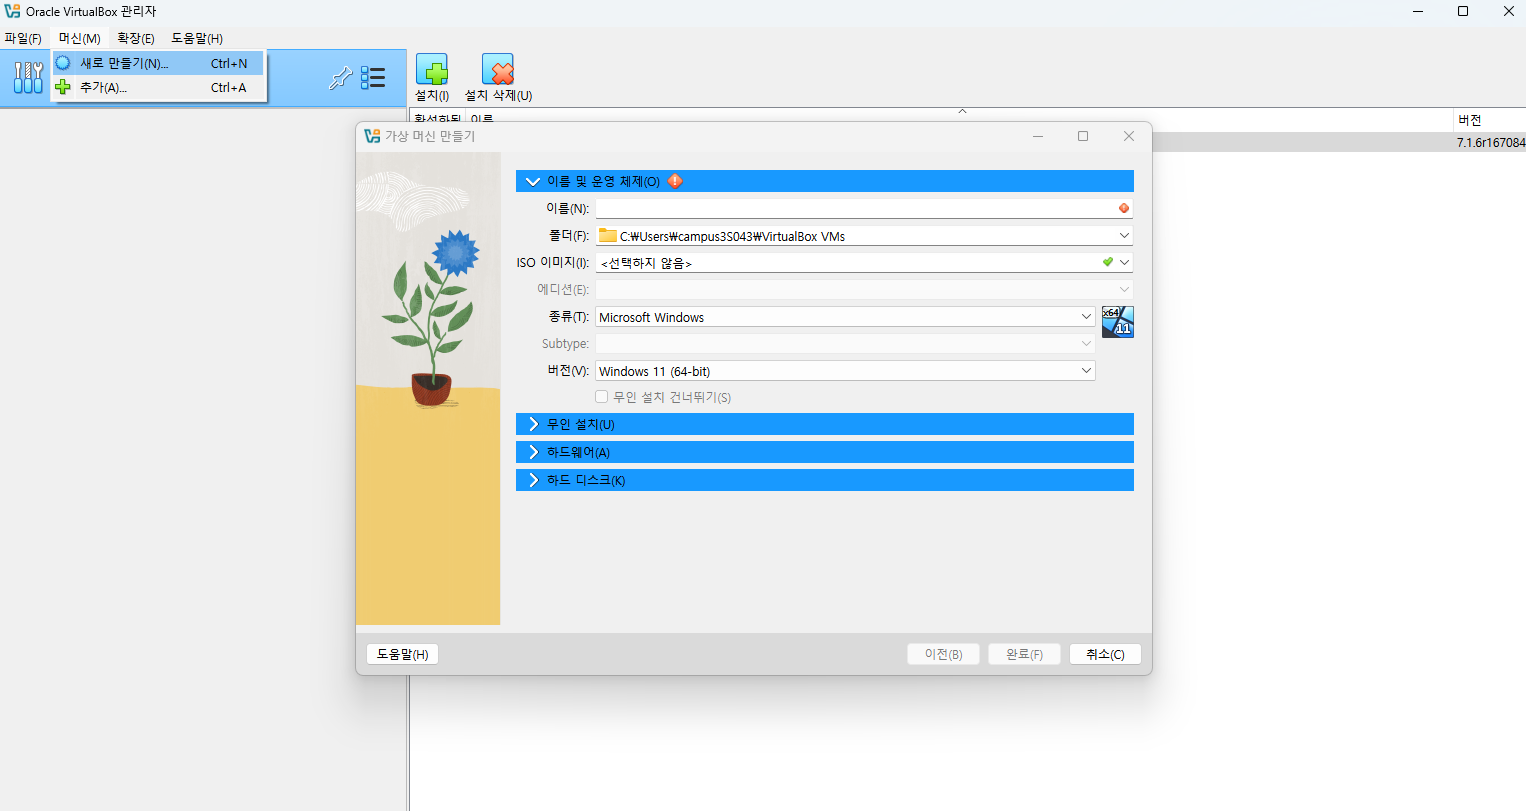 Oracle VirtualBox 관리자
파일(F) 머신(M) 확장(E) 도움말(H)
새로 만들기(N)... Ctrl+N
추가(A)... Ctrl+A
설치(I) 설치 삭제(U)
활성화됨 이름 버전
7.1.6r167084
가상 머신 만들기
이름 및 운영 체제(O)
이름(N):
폴더(F): C:₩Users₩campus3S043₩VirtualBox VMs
ISO 이미지(I): <선택하지 않음>
에디션(E):
종류(T): Microsoft Windows
x64
11
Subtype:
버전(V): Windows 11 (64-bit)
무인 설치 건너뛰기(S)
무인 설치(U)
하드웨어(A)
하드 디스크(K)
도움말(H) 이전(B) 완료(F) 취소(C)